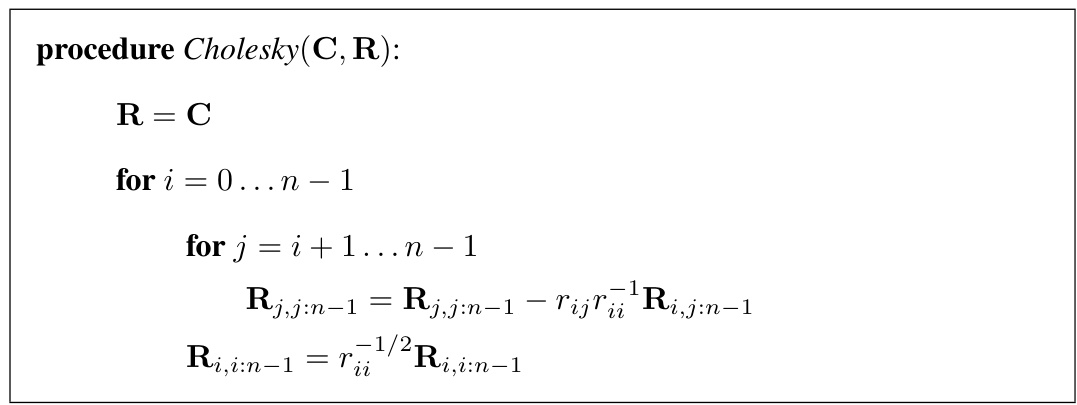 procedure Cholesky(C, R):
R = C
for i = 0 … n − 1
for j = i + 1 … n − 1
R_{j,j:n−1} = R_{j,j:n−1} − r_{ij} r_{ii}^{−1} R_{i,j:n−1}
R_{i,i:n−1} = r_{ii}^{−1/2} R_{i,i:n−1}